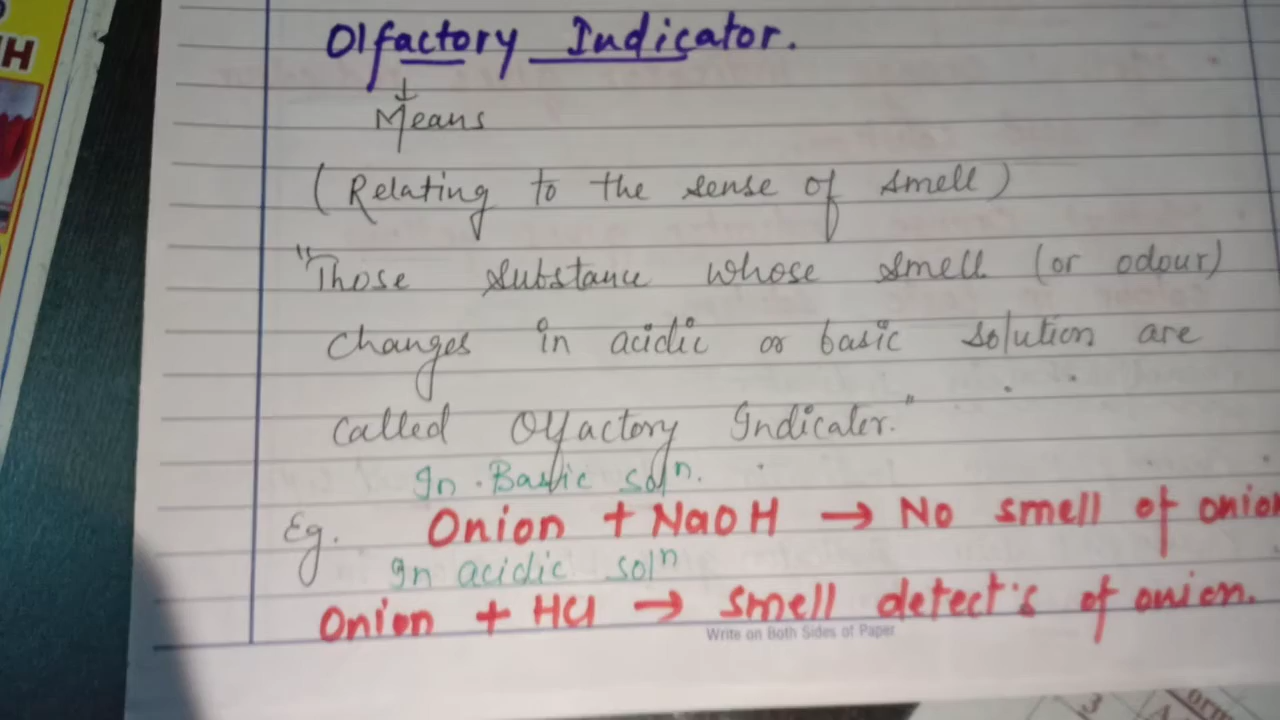 Olfactory Indicator.
↓
Means
(Relating to the sense of smell)
"Those substance whose smell (or odour)
changes in acidic or basic solution are
called Olfactory Indicator."
In Basic soln.
Eg. Onion + NaOH → No smell of onion
In acidic soln
Onion + HCl → Smell detect's of onion.
Write on Both Sides of Paper
H
3